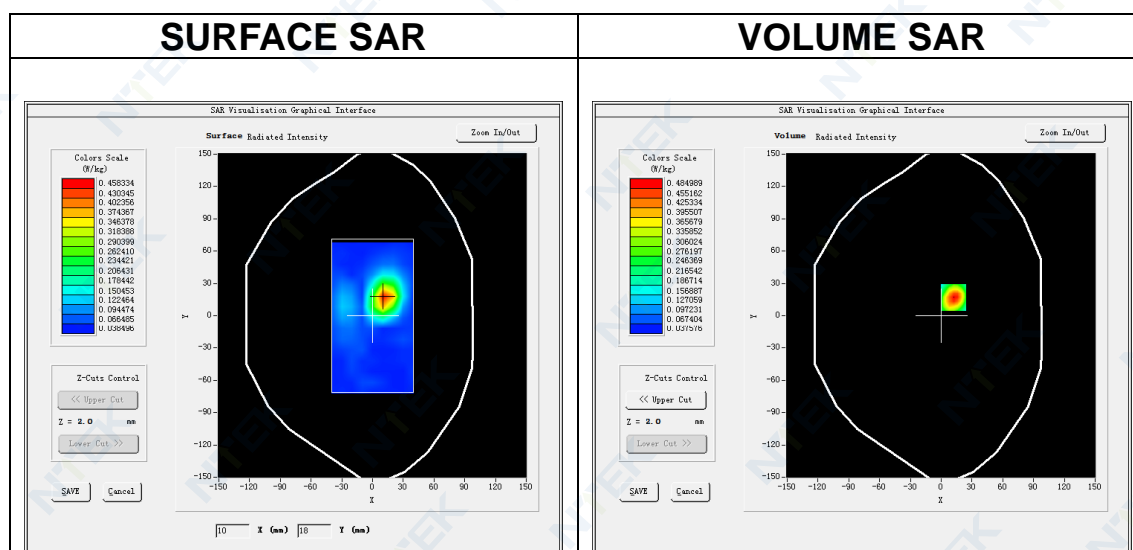 SURFACE SAR
VOLUME SAR
SAR Visualisation Graphical Interface
Surface Radiated Intensity
Zoom In/Out
Colors Scale
(W/kg)
0.458334
0.430345
0.402356
0.374367
0.346378
0.318388
0.290399
0.262410
0.234421
0.206431
0.178442
0.150453
0.122464
0.094474
0.066485
0.038496
Z-Cuts Control
<< Upper Cut
Z = 2.0 mm
Lower Cut >>
SAVE
Cancel
150
120
90
60
30
0
-30
-60
-90
-120
-150
Y
-150 -120 -90 -60 -30 0 30 60 90 120 150
X
10 X (mm) 18 Y (mm)
SAR Visualisation Graphical Interface
Volume Radiated Intensity
Zoom In/Out
Colors Scale
(W/kg)
0.484989
0.455162
0.425334
0.395507
0.365679
0.335852
0.306024
0.276197
0.246369
0.216542
0.186714
0.156887
0.127059
0.097231
0.067404
0.037576
Z-Cuts Control
<< Upper Cut
Z = 2.0 mm
Lower Cut >>
SAVE
Cancel
150
120
90
60
30
0
-30
-60
-90
-120
-150
Y
-150 -120 -90 -60 -30 0 30 60 90 120 150
X
NTEK